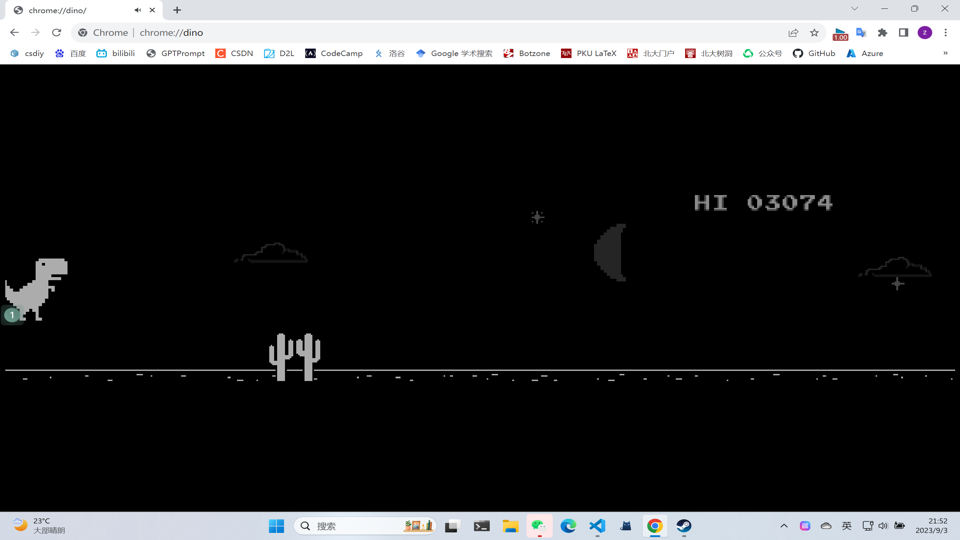 chrome://dino/
Chrome | chrome://dino
1.00
z
csdiy 百度 bilibili GPTPrompt CSDN D2L CodeCamp 洛谷 Google 学术搜索 Botzone PKU LaTeX 北大门户 北大树洞 公众号 GitHub Azure »
HI 03074
1
23°C
大部晴朗
搜索
英
21:52
2023/9/3